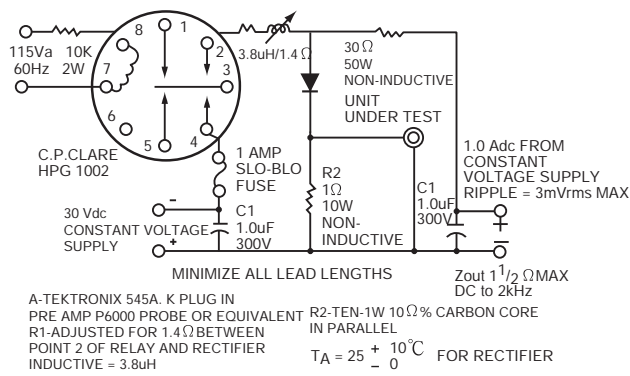 115Va
60Hz
10K
2W
8
1
2
7
3
6
5
4
C.P.CLARE
HPG 1002
3.8uH/1.4 Ω
30 Ω
50W
NON-INDUCTIVE
UNIT
UNDER TEST
1 AMP
SLO-BLO
FUSE
R2
1Ω
10W
NON-
INDUCTIVE
C1
1.0uF
300V
1.0 Adc FROM
CONSTANT
VOLTAGE SUPPLY
RIPPLE = 3mVrms MAX
-
30 Vdc
CONSTANT VOLTAGE
SUPPLY
+
C1
1.0uF
300V
+
-
MINIMIZE ALL LEAD LENGTHS
Zout 1 1/2 Ω MAX
DC to 2kHz
A-TEKTRONIX 545A. K PLUG IN
PRE AMP P6000 PROBE OR EQUIVALENT
R1-ADJUSTED FOR 1.4 Ω BETWEEN
POINT 2 OF RELAY AND RECTIFIER
INDUCTIVE = 3.8uH
R2-TEN-1W 10 Ω % CARBON CORE
IN PARALLEL
TA = 25 + 10°C - 0 FOR RECTIFIER